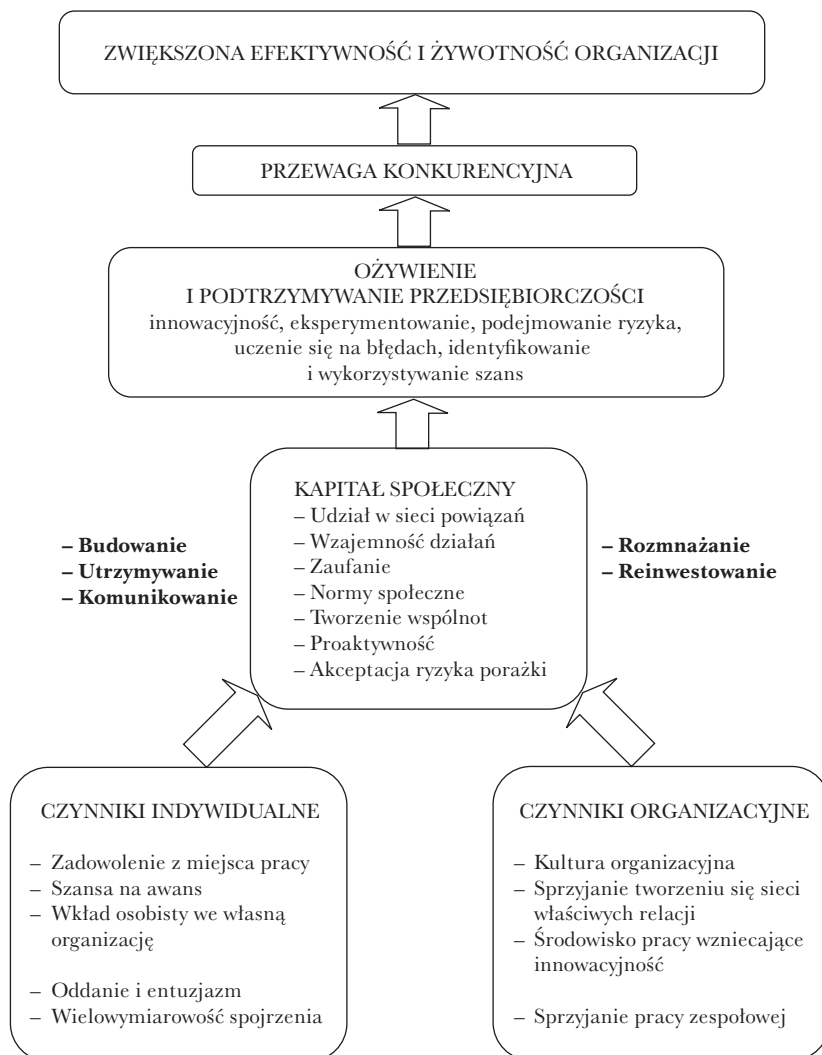 ZWIĘKSZONA EFEKTYWNOŚĆ I ŻYWOTNOŚĆ ORGANIZACJI
PRZEWAGA KONKURENCYJNA
OŻYWIENIE
I PODTRZYMYWANIE PRZEDSIĘBIORCZOŚCI
innowacyjność, eksperymentowanie, podejmowanie ryzyka,
uczenie się na błędach, identyfikowanie
i wykorzystywanie szans
– Budowanie
– Utrzymywanie
– Komunikowanie
KAPITAŁ SPOŁECZNY
– Udział w sieci powiązań
– Wzajemność działań
– Zaufanie
– Normy społeczne
– Tworzenie wspólnot
– Proaktywność
– Akceptacja ryzyka porażki
– Rozmnażanie
– Reinwestowanie
CZYNNIKI INDYWIDUALNE
– Zadowolenie z miejsca pracy
– Szansa na awans
– Wkład osobisty we własną
organizację
– Oddanie i entuzjazm
– Wielowymiarowość spojrzenia
CZYNNIKI ORGANIZACYJNE
– Kultura organizacyjna
– Sprzyjanie tworzeniu się sieci
właściwych relacji
– Środowisko pracy wzniecające
innowacyjność
– Sprzyjanie pracy zespołowej